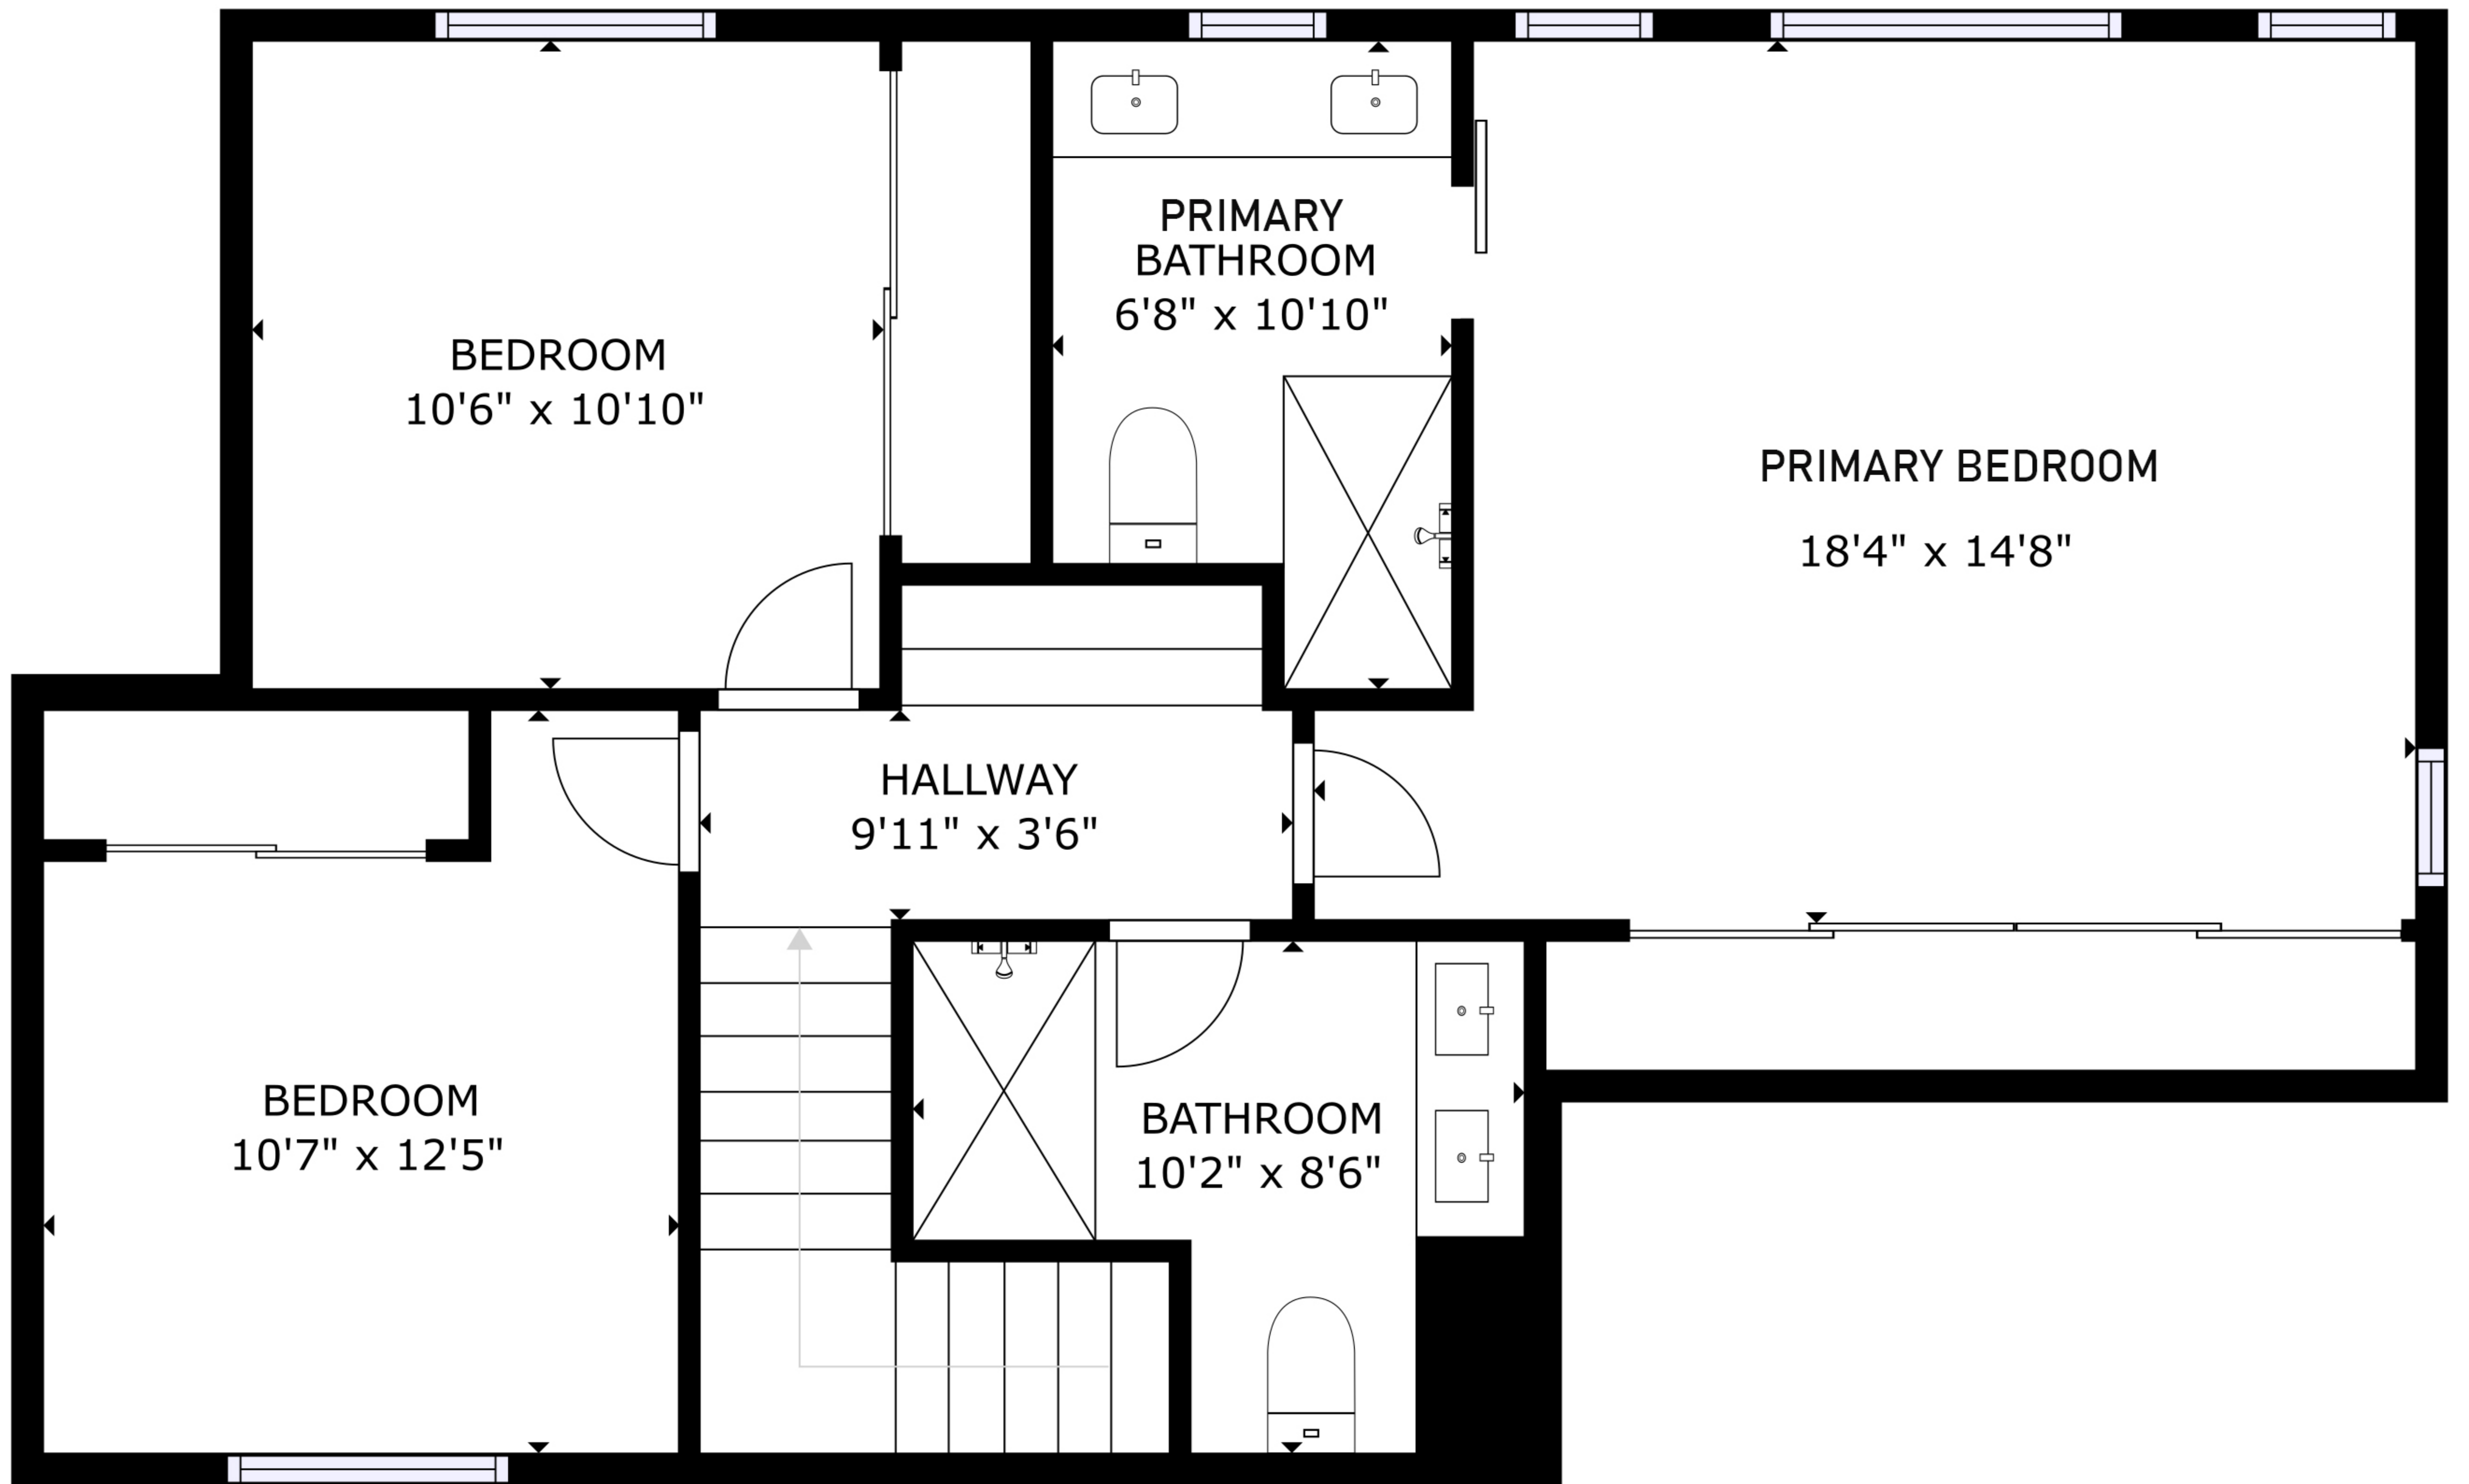 PRIMARY
BATHROOM
6'8" x 10'10"
BEDROOM
10'6" x 10'10"
PRIMARY BEDROOM
18'4" x 14'8"
HALLWAY
9'11" x 3'6"
BEDROOM
10'7" x 12'5"
BATHROOM
10'2" x 8'6"